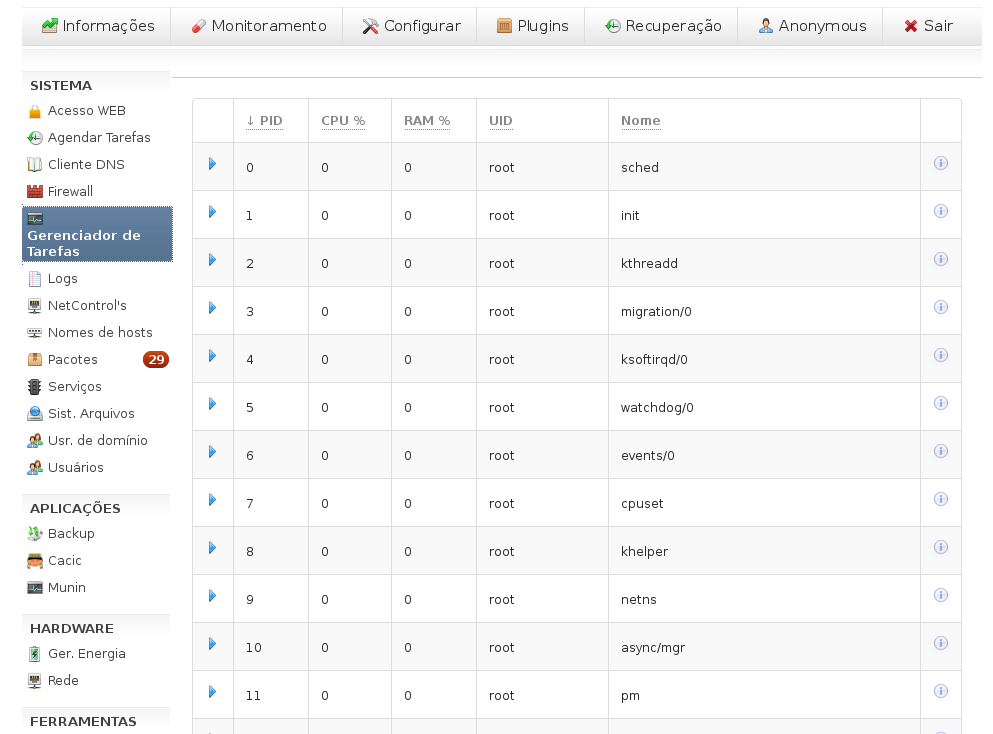 Informações Monitoramento Configurar Plugins Recuperação Anonymous Sair
SISTEMA
Acesso WEB
Agendar Tarefas
Cliente DNS
Firewall
Gerenciador de
Tarefas
Logs
NetControl's
Nomes de hosts
Pacotes 29
Serviços
Sist. Arquivos
Usr. de domínio
Usuários
APLICAÇÕES
Backup
Cacic
Munin
HARDWARE
Ger. Energia
Rede
FERRAMENTAS
↓ PID CPU % RAM % UID Nome
0 0 0 root sched
1 0 0 root init
2 0 0 root kthreadd
3 0 0 root migration/0
4 0 0 root ksoftirqd/0
5 0 0 root watchdog/0
6 0 0 root events/0
7 0 0 root cpuset
8 0 0 root khelper
9 0 0 root netns
10 0 0 root async/mgr
11 0 0 root pm